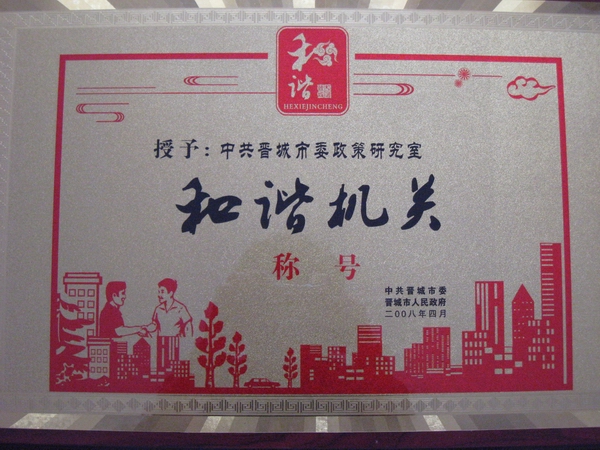 和谐
HEXIEJINCHENG
授予：中共晋城市委政策研究室
和谐机关
称号
中共晋城市委
晋城市人民政府
二〇〇八年四月